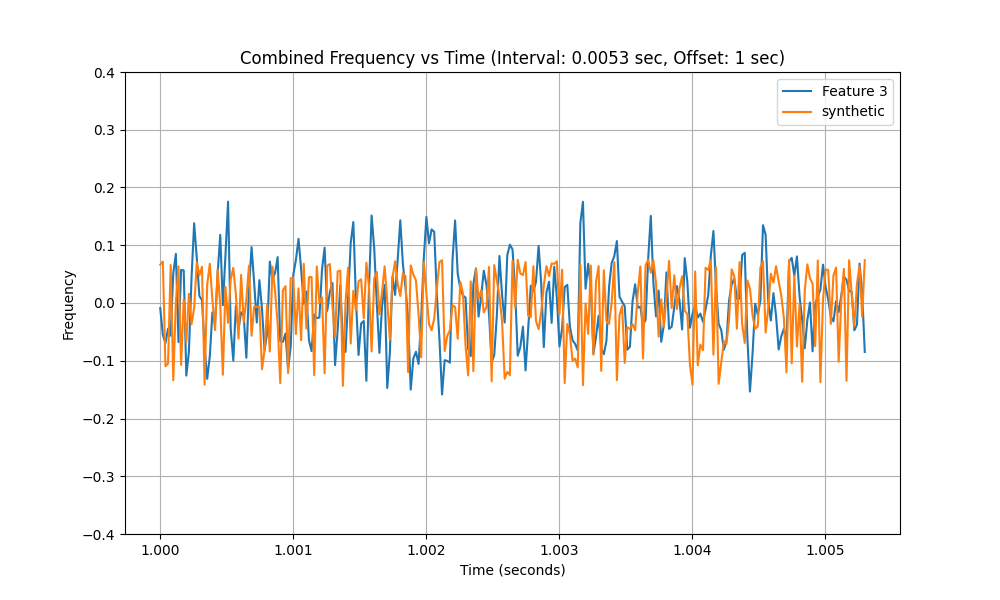 Combined Frequency vs Time (Interval: 0.0053 sec, Offset: 1 sec)
Feature 3
synthetic
Frequency
0.4
0.3
0.2
0.1
0.0
−0.1
−0.2
−0.3
−0.4
1.000 1.001 1.002 1.003 1.004 1.005
Time (seconds)